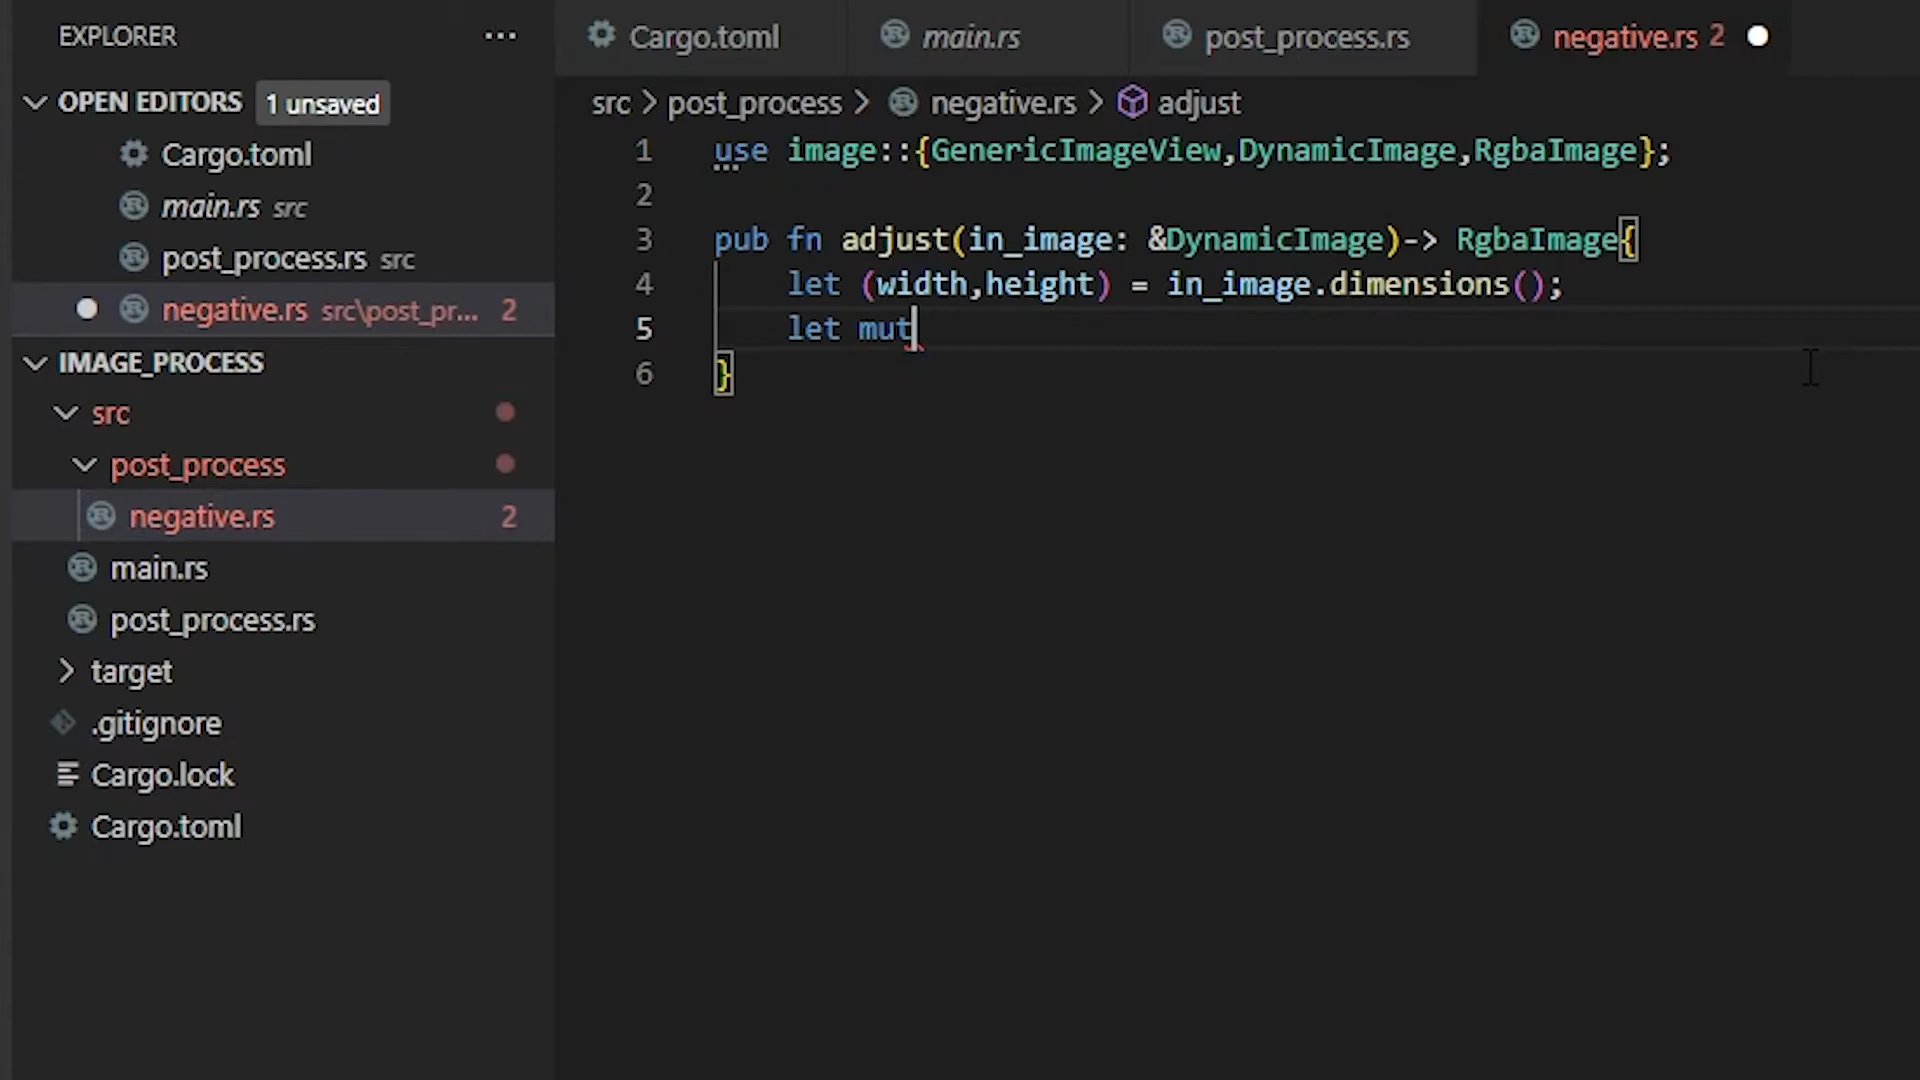 EXPLORER ...
OPEN EDITORS 1 unsaved
Cargo.toml
main.rs src
post_process.rs src
negative.rs src\post_pr... 2
IMAGE_PROCESS
src
post_process
negative.rs 2
main.rs
post_process.rs
target
.gitignore
Cargo.lock
Cargo.toml
Cargo.toml main.rs post_process.rs negative.rs 2
src > post_process > negative.rs > adjust
1 use image::{GenericImageView,DynamicImage,RgbaImage};
2
3 pub fn adjust(in_image: &DynamicImage)-> RgbaImage{
4 let (width,height) = in_image.dimensions();
5 let mut
6 }